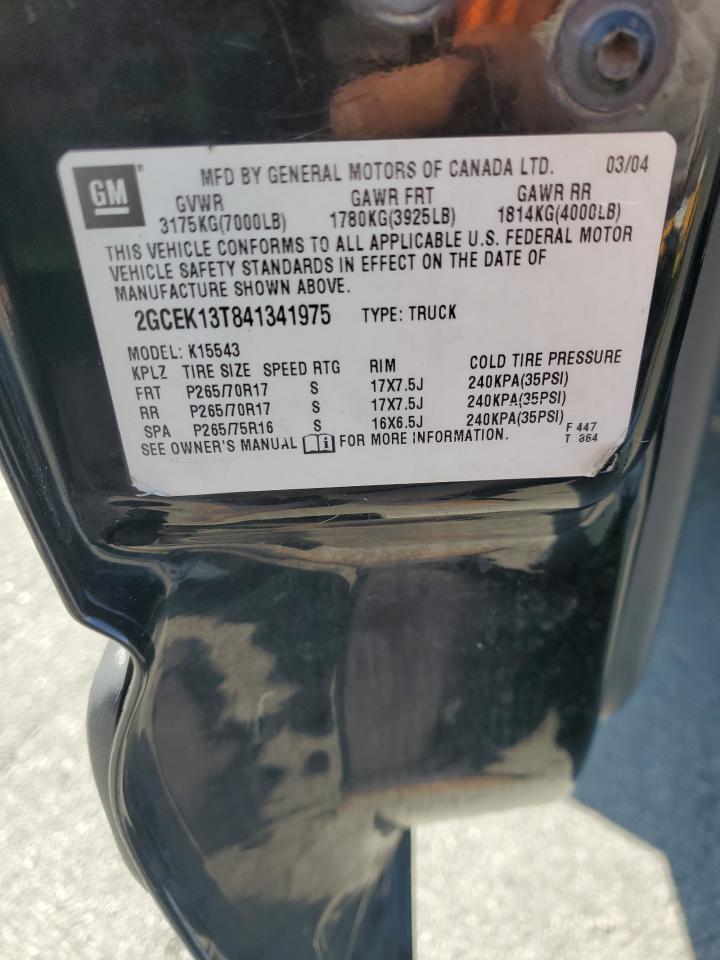 GM
MFD BY GENERAL MOTORS OF CANADA LTD. 03/04
GVWR GAWR FRT GAWR RR
3175KG(7000LB) 1780KG(3925LB) 1814KG(4000LB)
THIS VEHICLE CONFORMS TO ALL APPLICABLE U.S. FEDERAL MOTOR
VEHICLE SAFETY STANDARDS IN EFFECT ON THE DATE OF
MANUFACTURE SHOWN ABOVE.
2GCEK13T841341975 TYPE: TRUCK
MODEL: K15543
KPLZ TIRE SIZE SPEED RTG RIM COLD TIRE PRESSURE
FRT P265/70R17 S 17X7.5J 240KPA(35PSI)
RR P265/70R17 S 17X7.5J 240KPA(35PSI)
SPA P265/75R16 S 16X6.5J 240KPA(35PSI)
SEE OWNER'S MANUAL i FOR MORE INFORMATION. F 447
T 364